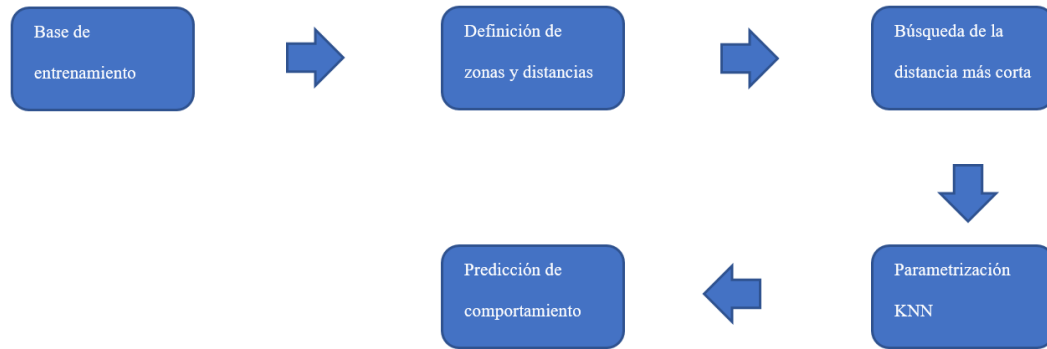 Base de
entrenamiento
Definición de
zonas y distancias
Búsqueda de la
distancia más corta
Parametrización
KNN
Predicción de
comportamiento